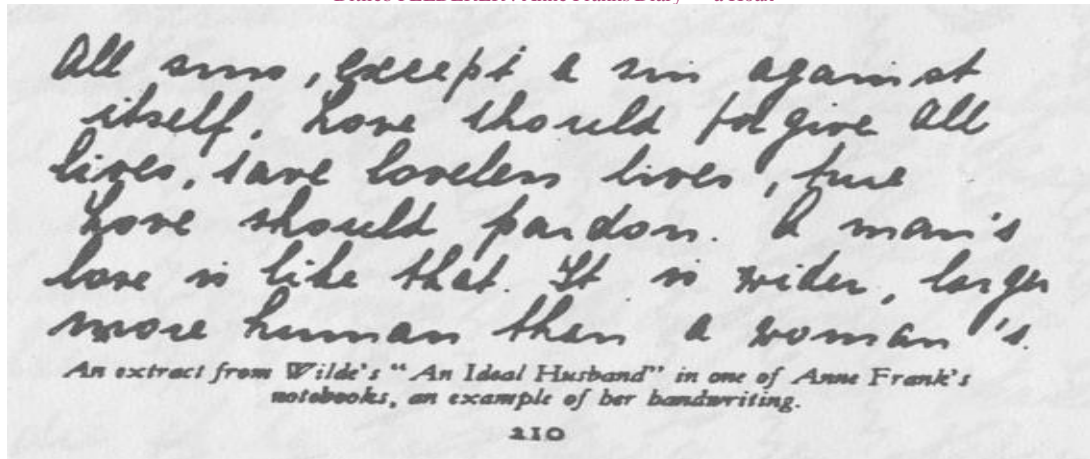 All sins, except a sin against
itself, Love should forgive All
lives, save loveless lives, true
Love should pardon. A man's
love is like that. It is wider, larger
more human than a woman's.
An extract from Wilde's "An Ideal Husband" in one of Anne Frank's
notebooks, an example of her handwriting.
210